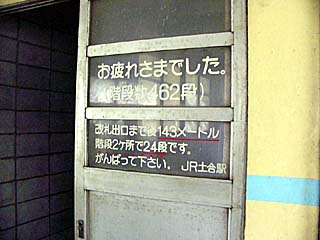 お疲れさまでした。
(階段数462段)
改札出口まで後143メートル
階段2ケ所で24段です。
がんばって下さい。 JR土合駅